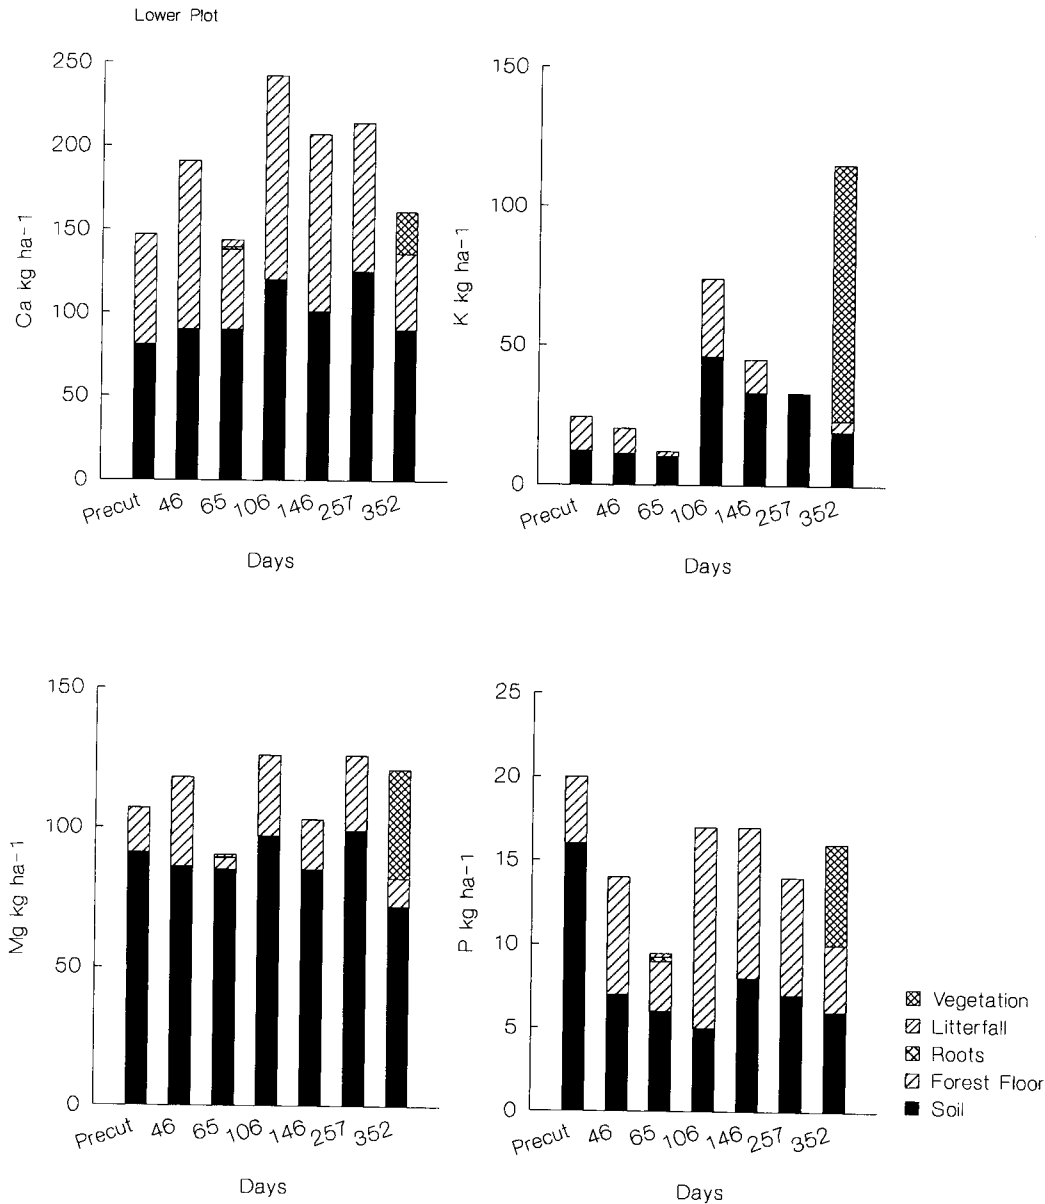 Lower Plot
250
200
150
100
50
0
Ca kg ha-1
Precut 46 65 106 146 257 352
Days
150
100
50
0
K kg ha-1
Precut 46 65 106 146 257 352
Days
150
100
50
0
Mg kg ha-1
Precut 46 65 106 146 257 352
Days
25
20
15
10
5
0
P kg ha-1
Precut 46 65 106 146 257 352
Days
Vegetation
Litterfall
Roots
Forest Floor
Soil